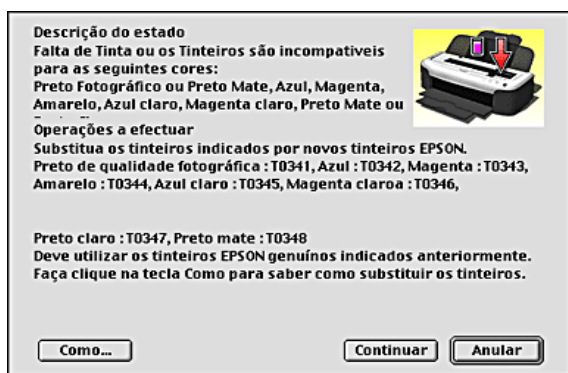 Descrição do estado
Falta de Tinta ou os Tinteiros são incompativeis
para as seguintes cores:
Preto Fotográfico ou Preto Mate, Azul, Magenta,
Amarelo, Azul claro, Magenta claro, Preto Mate ou
Operações a efectuar
Substitua os tinteiros indicados por novos tinteiros EPSON.
Preto de qualidade fotográfica : T0341, Azul : T0342, Magenta : T0343,
Amarelo : T0344, Azul claro : T0345, Magenta claroa : T0346,
Preto claro : T0347, Preto mate : T0348
Deve utilizar os tinteiros EPSON genuínos indicados anteriormente.
Faça clique na tecla Como para saber como substituir os tinteiros.
Como...
Continuar
Anular